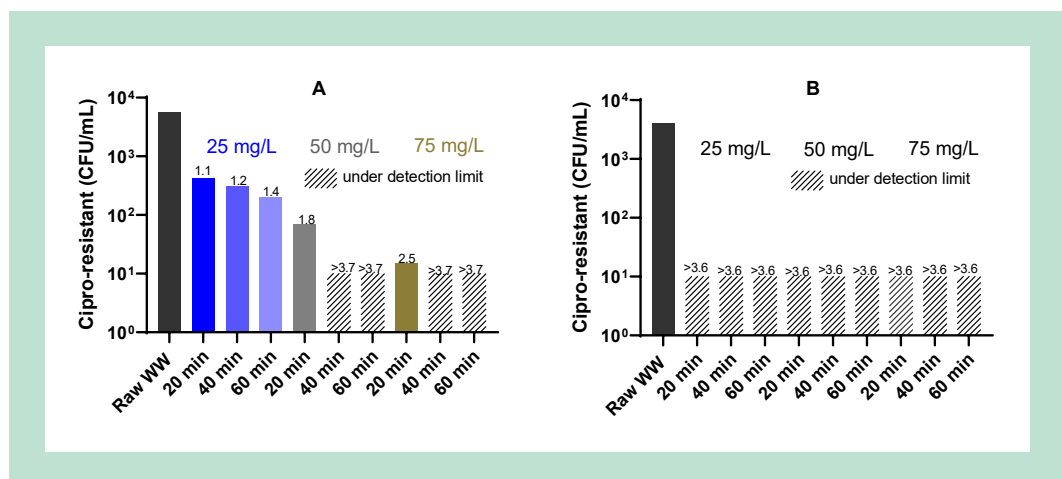 A
Cipro-resistant (CFU/mL)
10⁴
10³
10²
10¹
10⁰
25 mg/L
50 mg/L
75 mg/L
under detection limit
1.1
1.2
1.4
1.8
>3.7
>3.7
2.5
>3.7
>3.7
Raw WW
20 min
40 min
60 min
20 min
40 min
60 min
20 min
40 min
60 min
B
Cipro-resistant (CFU/mL)
10⁴
10³
10²
10¹
10⁰
25 mg/L
50 mg/L
75 mg/L
under detection limit
>3.6
>3.6
>3.6
>3.6
>3.6
>3.6
>3.6
>3.6
>3.6
Raw WW
20 min
40 min
60 min
20 min
40 min
60 min
20 min
40 min
60 min